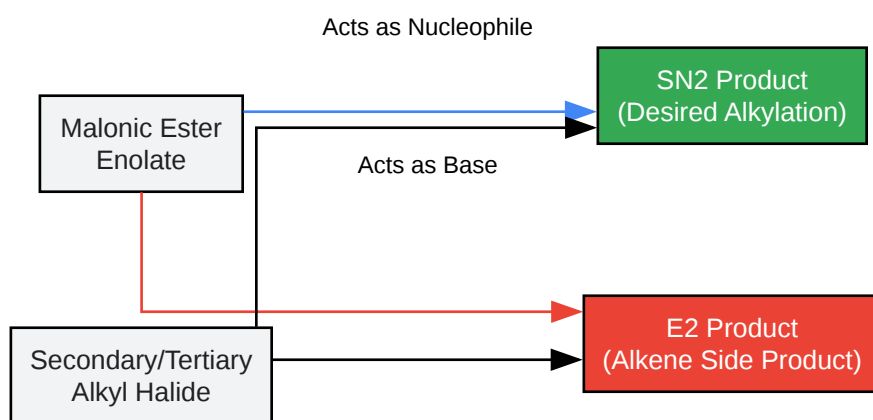 Acts as Nucleophile
SN2 Product
(Desired Alkylation)
Malonic Ester
Enolate
Acts as Base
E2 Product
(Alkene Side Product)
Secondary/Tertiary
Alkyl Halide